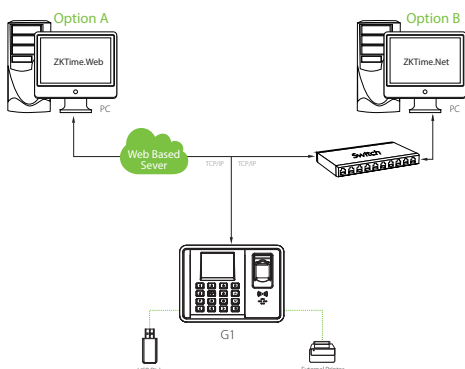 Option A
Option B
ZKTime.Web
ZKTime.Net
PC
PC
Web Based
Sever
TCP/IP
TCP/IP
Switch
G1